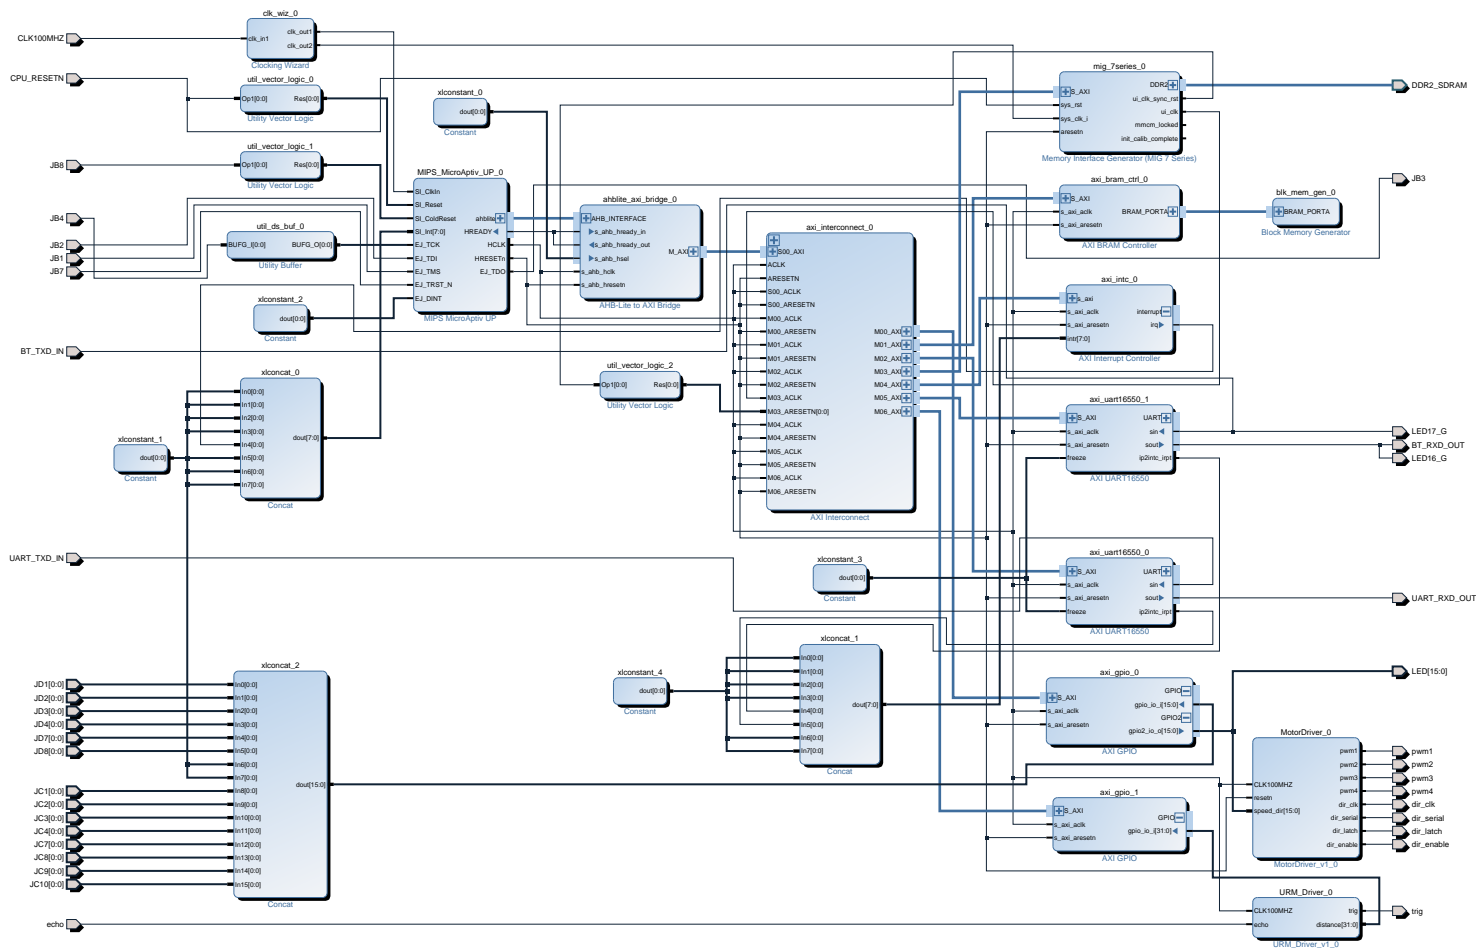 CLK100MHZ
CPU_RESETN
JB8
JB4
JB2
JB1
JB7
BT_TXD_IN
UART_TXD_IN
JD1[0:0]
JD2[0:0]
JD3[0:0]
JD4[0:0]
JD7[0:0]
JD8[0:0]
JC1[0:0]
JC2[0:0]
JC3[0:0]
JC4[0:0]
JC7[0:0]
JC8[0:0]
JC9[0:0]
JC10[0:0]
echo
clk_wiz_0
clk_in1
clk_out1
clk_out2
Clocking Wizard
util_vector_logic_0
Op1[0:0] Res[0:0]
Utility Vector Logic
util_vector_logic_1
Op1[0:0] Res[0:0]
Utility Vector Logic
util_ds_buf_0
BUFG_I[0:0] BUFG_O[0:0]
Utility Buffer
xlconstant_2
dout[0:0]
Constant
xlconcat_0
In0[0:0]
In1[0:0]
In2[0:0]
In3[0:0]
In4[0:0]
In5[0:0]
In6[0:0]
In7[0:0]
dout[7:0]
Concat
xlconstant_1
dout[0:0]
Constant
xlconcat_2
In0[0:0]
In1[0:0]
In2[0:0]
In3[0:0]
In4[0:0]
In5[0:0]
In6[0:0]
In7[0:0]
In8[0:0]
In9[0:0]
In10[0:0]
In11[0:0]
In12[0:0]
In13[0:0]
In14[0:0]
In15[0:0]
dout[15:0]
Concat
xlconstant_0
dout[0:0]
Constant
MIPS_MicroAptiv_UP_0
SI_ClkIn
SI_Reset
SI_ColdReset
SI_Int[7:0]
EJ_TCK
EJ_TDI
EJ_TMS
EJ_TRST_N
EJ_DINT
ahblite
HREADY
HCLK
HRESETn
EJ_TDO
MIPS MicroAptiv UP
ahblite_axi_bridge_0
AHB_INTERFACE
s_ahb_hready_in
s_ahb_hready_out
s_ahb_hsel
s_ahb_hclk
s_ahb_hresetn
M_AXI
AHB-Lite to AXI Bridge
util_vector_logic_2
Op1[0:0] Res[0:0]
Utility Vector Logic
axi_interconnect_0
S00_AXI
ACLK
ARESETN
S00_ACLK
S00_ARESETN
M00_ACLK
M00_ARESETN
M01_ACLK
M01_ARESETN
M02_ACLK
M02_ARESETN
M03_ACLK
M03_ARESETN[0:0]
M04_ACLK
M04_ARESETN
M05_ACLK
M05_ARESETN
M06_ACLK
M06_ARESETN
M00_AXI
M01_AXI
M02_AXI
M03_AXI
M04_AXI
M05_AXI
M06_AXI
AXI Interconnect
xlconstant_3
dout[0:0]
Constant
xlconstant_4
dout[0:0]
Constant
xlconcat_1
In0[0:0]
In1[0:0]
In2[0:0]
In3[0:0]
In4[0:0]
In5[0:0]
In6[0:0]
In7[0:0]
dout[7:0]
Concat
mig_7series_0
S_AXI
sys_rst
sys_clk_i
aresetn
DDR2
ui_clk_sync_rst
ui_clk
mmcm_locked
init_calib_complete
Memory Interface Generator (MIG 7 Series)
axi_bram_ctrl_0
S_AXI
s_axi_aclk
s_axi_aresetn
BRAM_PORTA
AXI BRAM Controller
blk_mem_gen_0
BRAM_PORTA
Block Memory Generator
axi_intc_0
s_axi
s_axi_aclk
s_axi_aresetn
intr[7:0]
interrupt
irq
AXI Interrupt Controller
axi_uart16550_1
S_AXI
s_axi_aclk
s_axi_aresetn
freeze
UART
sin
sout
ip2intc_irpt
AXI UART16550
axi_uart16550_0
S_AXI
s_axi_aclk
s_axi_aresetn
freeze
UART
sin
sout
ip2intc_irpt
AXI UART16550
axi_gpio_0
S_AXI
s_axi_aclk
s_axi_aresetn
GPIO
gpio_io_i[15:0]
GPIO2
gpio2_io_o[15:0]
AXI GPIO
axi_gpio_1
S_AXI
s_axi_aclk
s_axi_aresetn
GPIO
gpio_io_i[31:0]
AXI GPIO
MotorDriver_0
CLK100MHZ
resetn
speed_dir[15:0]
pwm1
pwm2
pwm3
pwm4
dir_clk
dir_serial
dir_latch
dir_enable
MotorDriver_v1_0
URM_Driver_0
CLK100MHZ
echo
trig
distance[31:0]
URM_Driver_v1_0
DDR2_SDRAM
JB3
LED17_G
BT_RXD_OUT
LED16_G
UART_RXD_OUT
LED[15:0]
pwm1
pwm2
pwm3
pwm4
dir_clk
dir_serial
dir_latch
dir_enable
trig